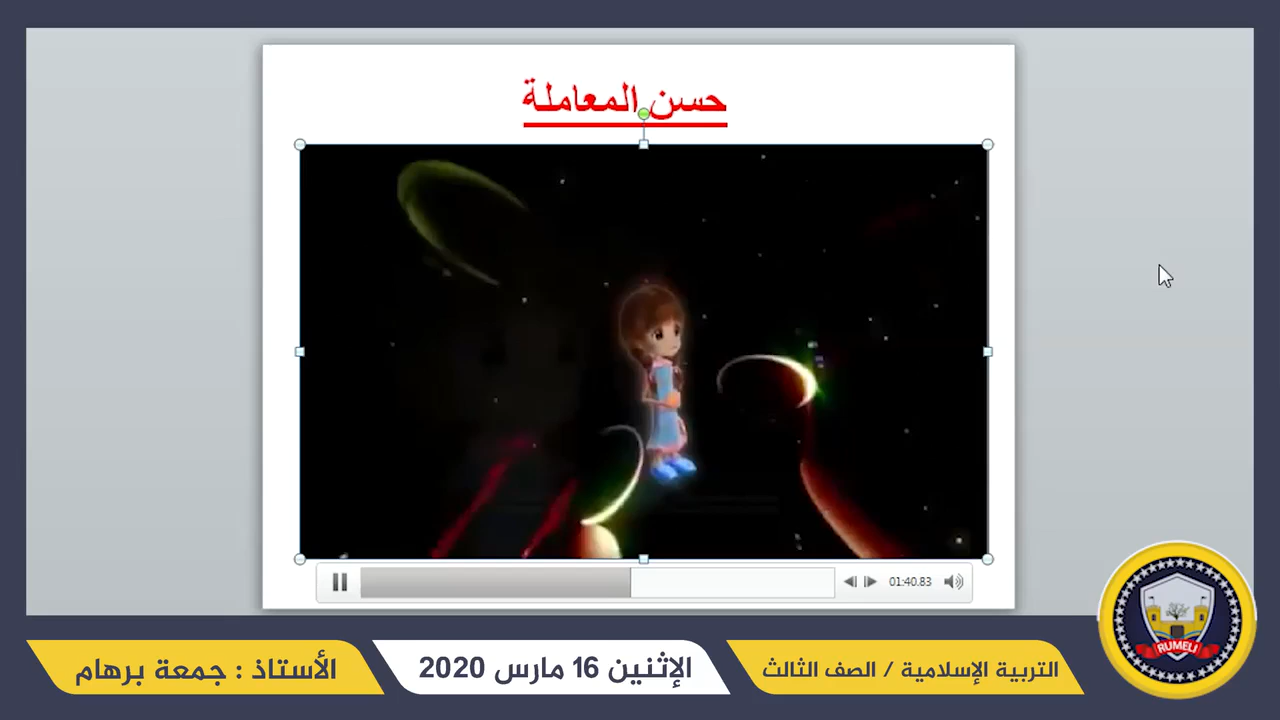 حسن المعاملة
01:40.83
التربية الإسلامية / الصف الثالث
الإثنين 16 مارس 2020
الأستاذ : جمعة برهام
RUMELI